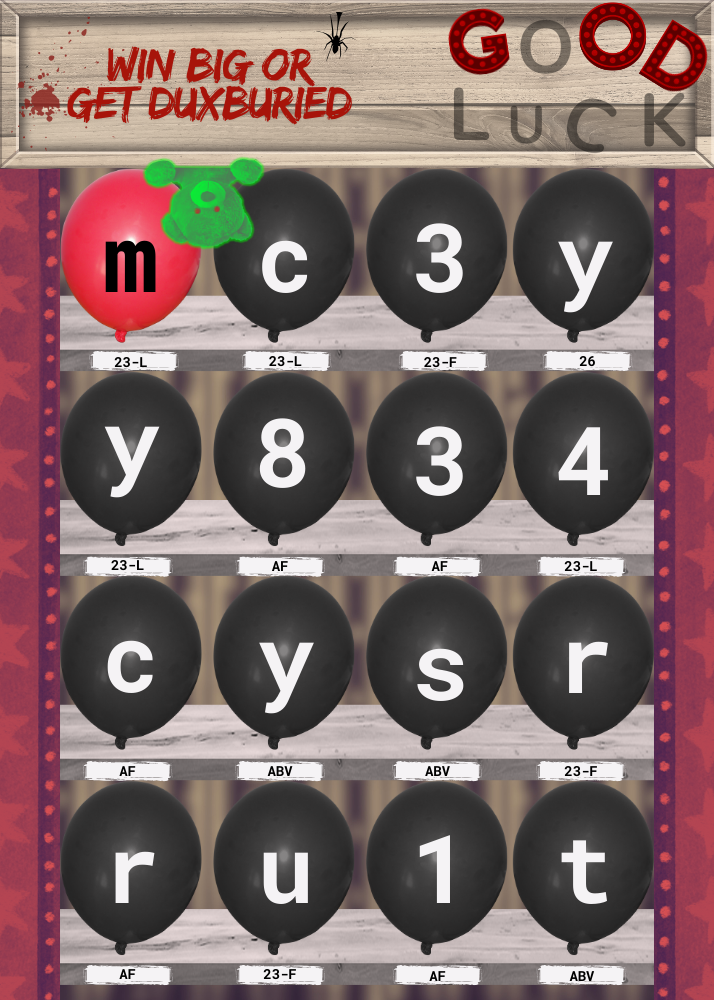 WIN BIG OR
GET DUXBURIED
GOOD
LUCK
m c 3 y
23-L 23-L 23-F 26
y 8 3 4
23-L AF AF 23-L
c y s r
AF ABV ABV 23-F
r u 1 t
AF 23-F AF ABV